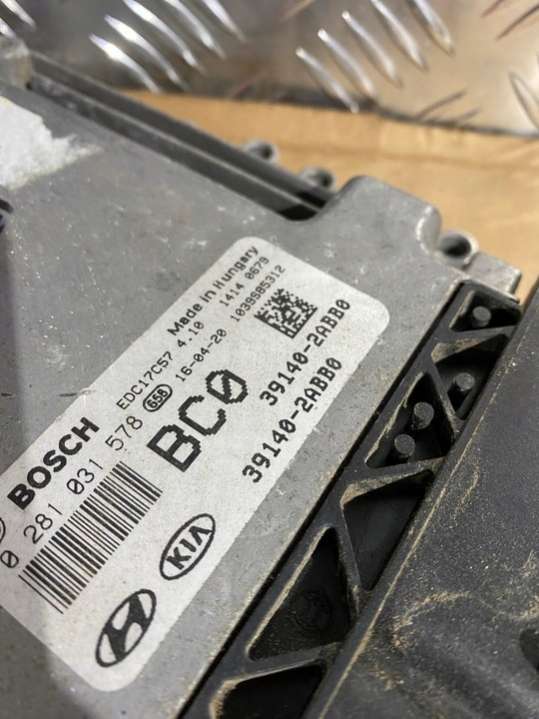 Made in Hungary
EDC17C57 4.10 1414 0679
658 16-04-20 1039S85312
BOSCH
0 281 031 578
BC0
39140-2ABB0
39140-2ABB0
KIA